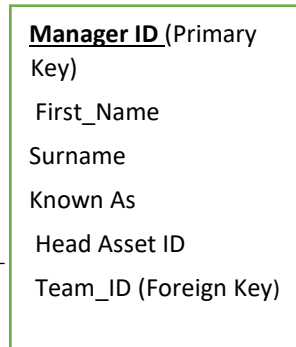 Manager ID (Primary
Key)
First_Name
Surname
Known As
Head Asset ID
Team_ID (Foreign Key)